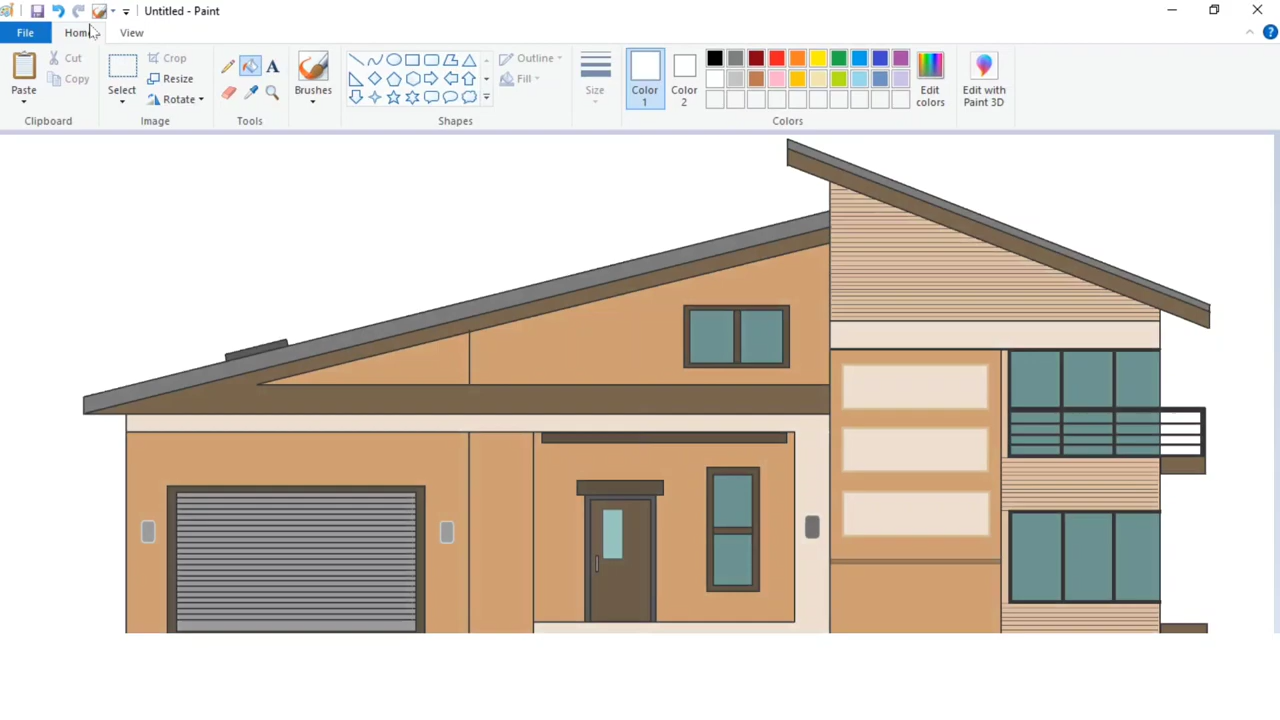 Untitled - Paint
File Home View
Paste
Cut
Copy
Clipboard
Select
Crop
Resize
Rotate
Image
A
Tools
Brushes
Outline
Fill
Shapes
Size
Color 1
Color 2
Edit colors
Colors
Edit with Paint 3D
?